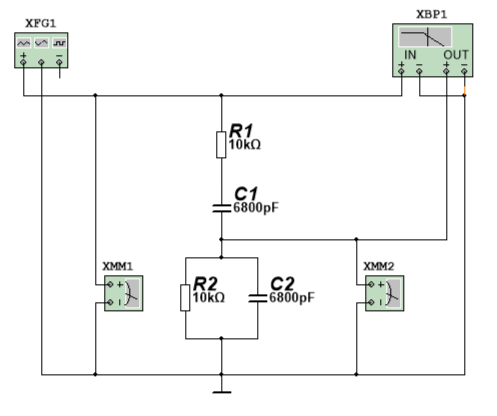 XFG1
XBP1
IN OUT
+ − + − + −
R1
10kΩ
C1
6800pF
XMM1
XMM2
R2
10kΩ
C2
6800pF
+
+